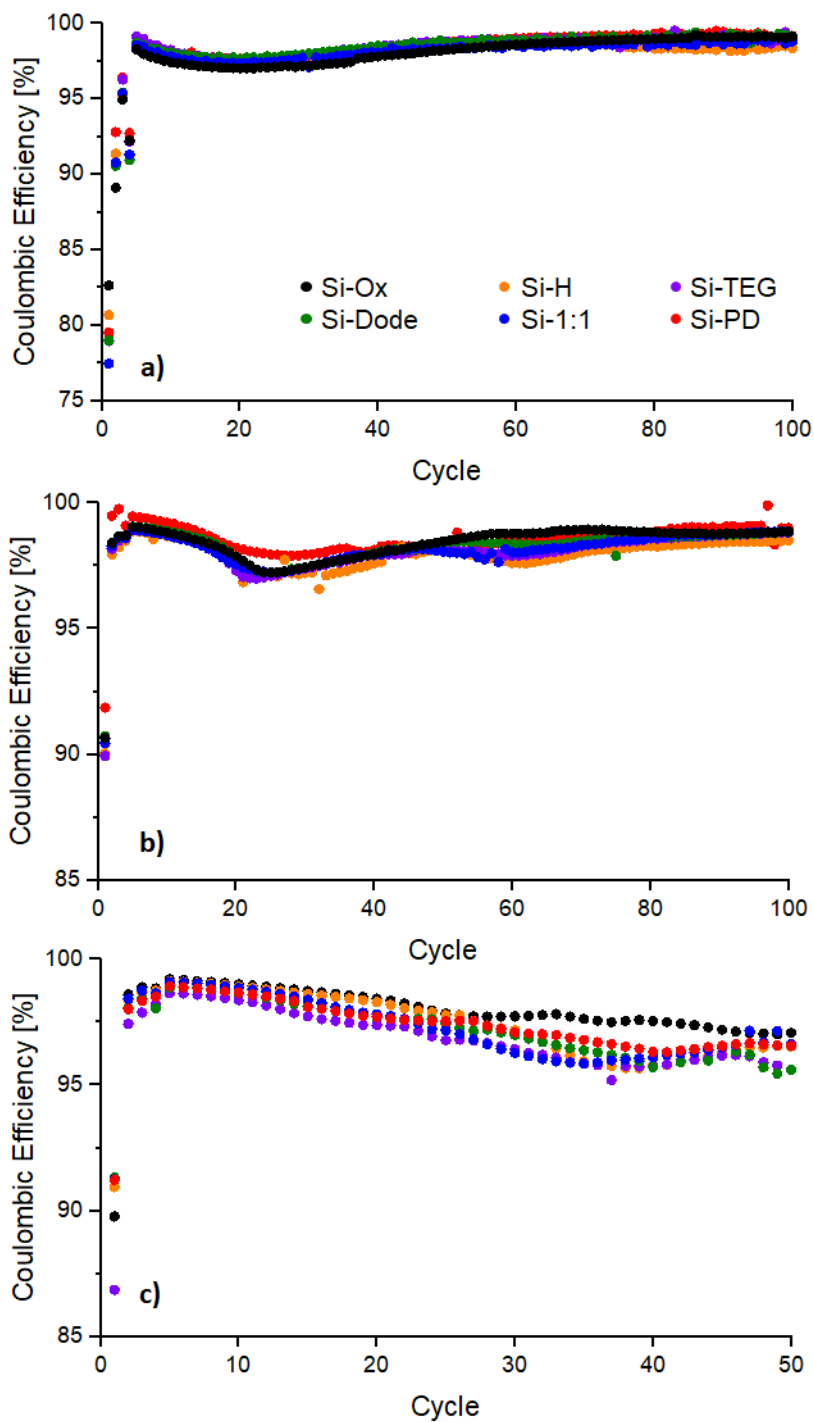 100
95
90
85
80
75
Coulombic Efficiency [%]
Si-Ox Si-H Si-TEG
Si-Dode Si-1:1 Si-PD
a)
0 20 40 60 80 100
Cycle
100
95
90
85
Coulombic Efficiency [%]
b)
0 20 40 60 80 100
Cycle
100
95
90
85
Coulombic Efficiency [%]
c)
0 10 20 30 40 50
Cycle